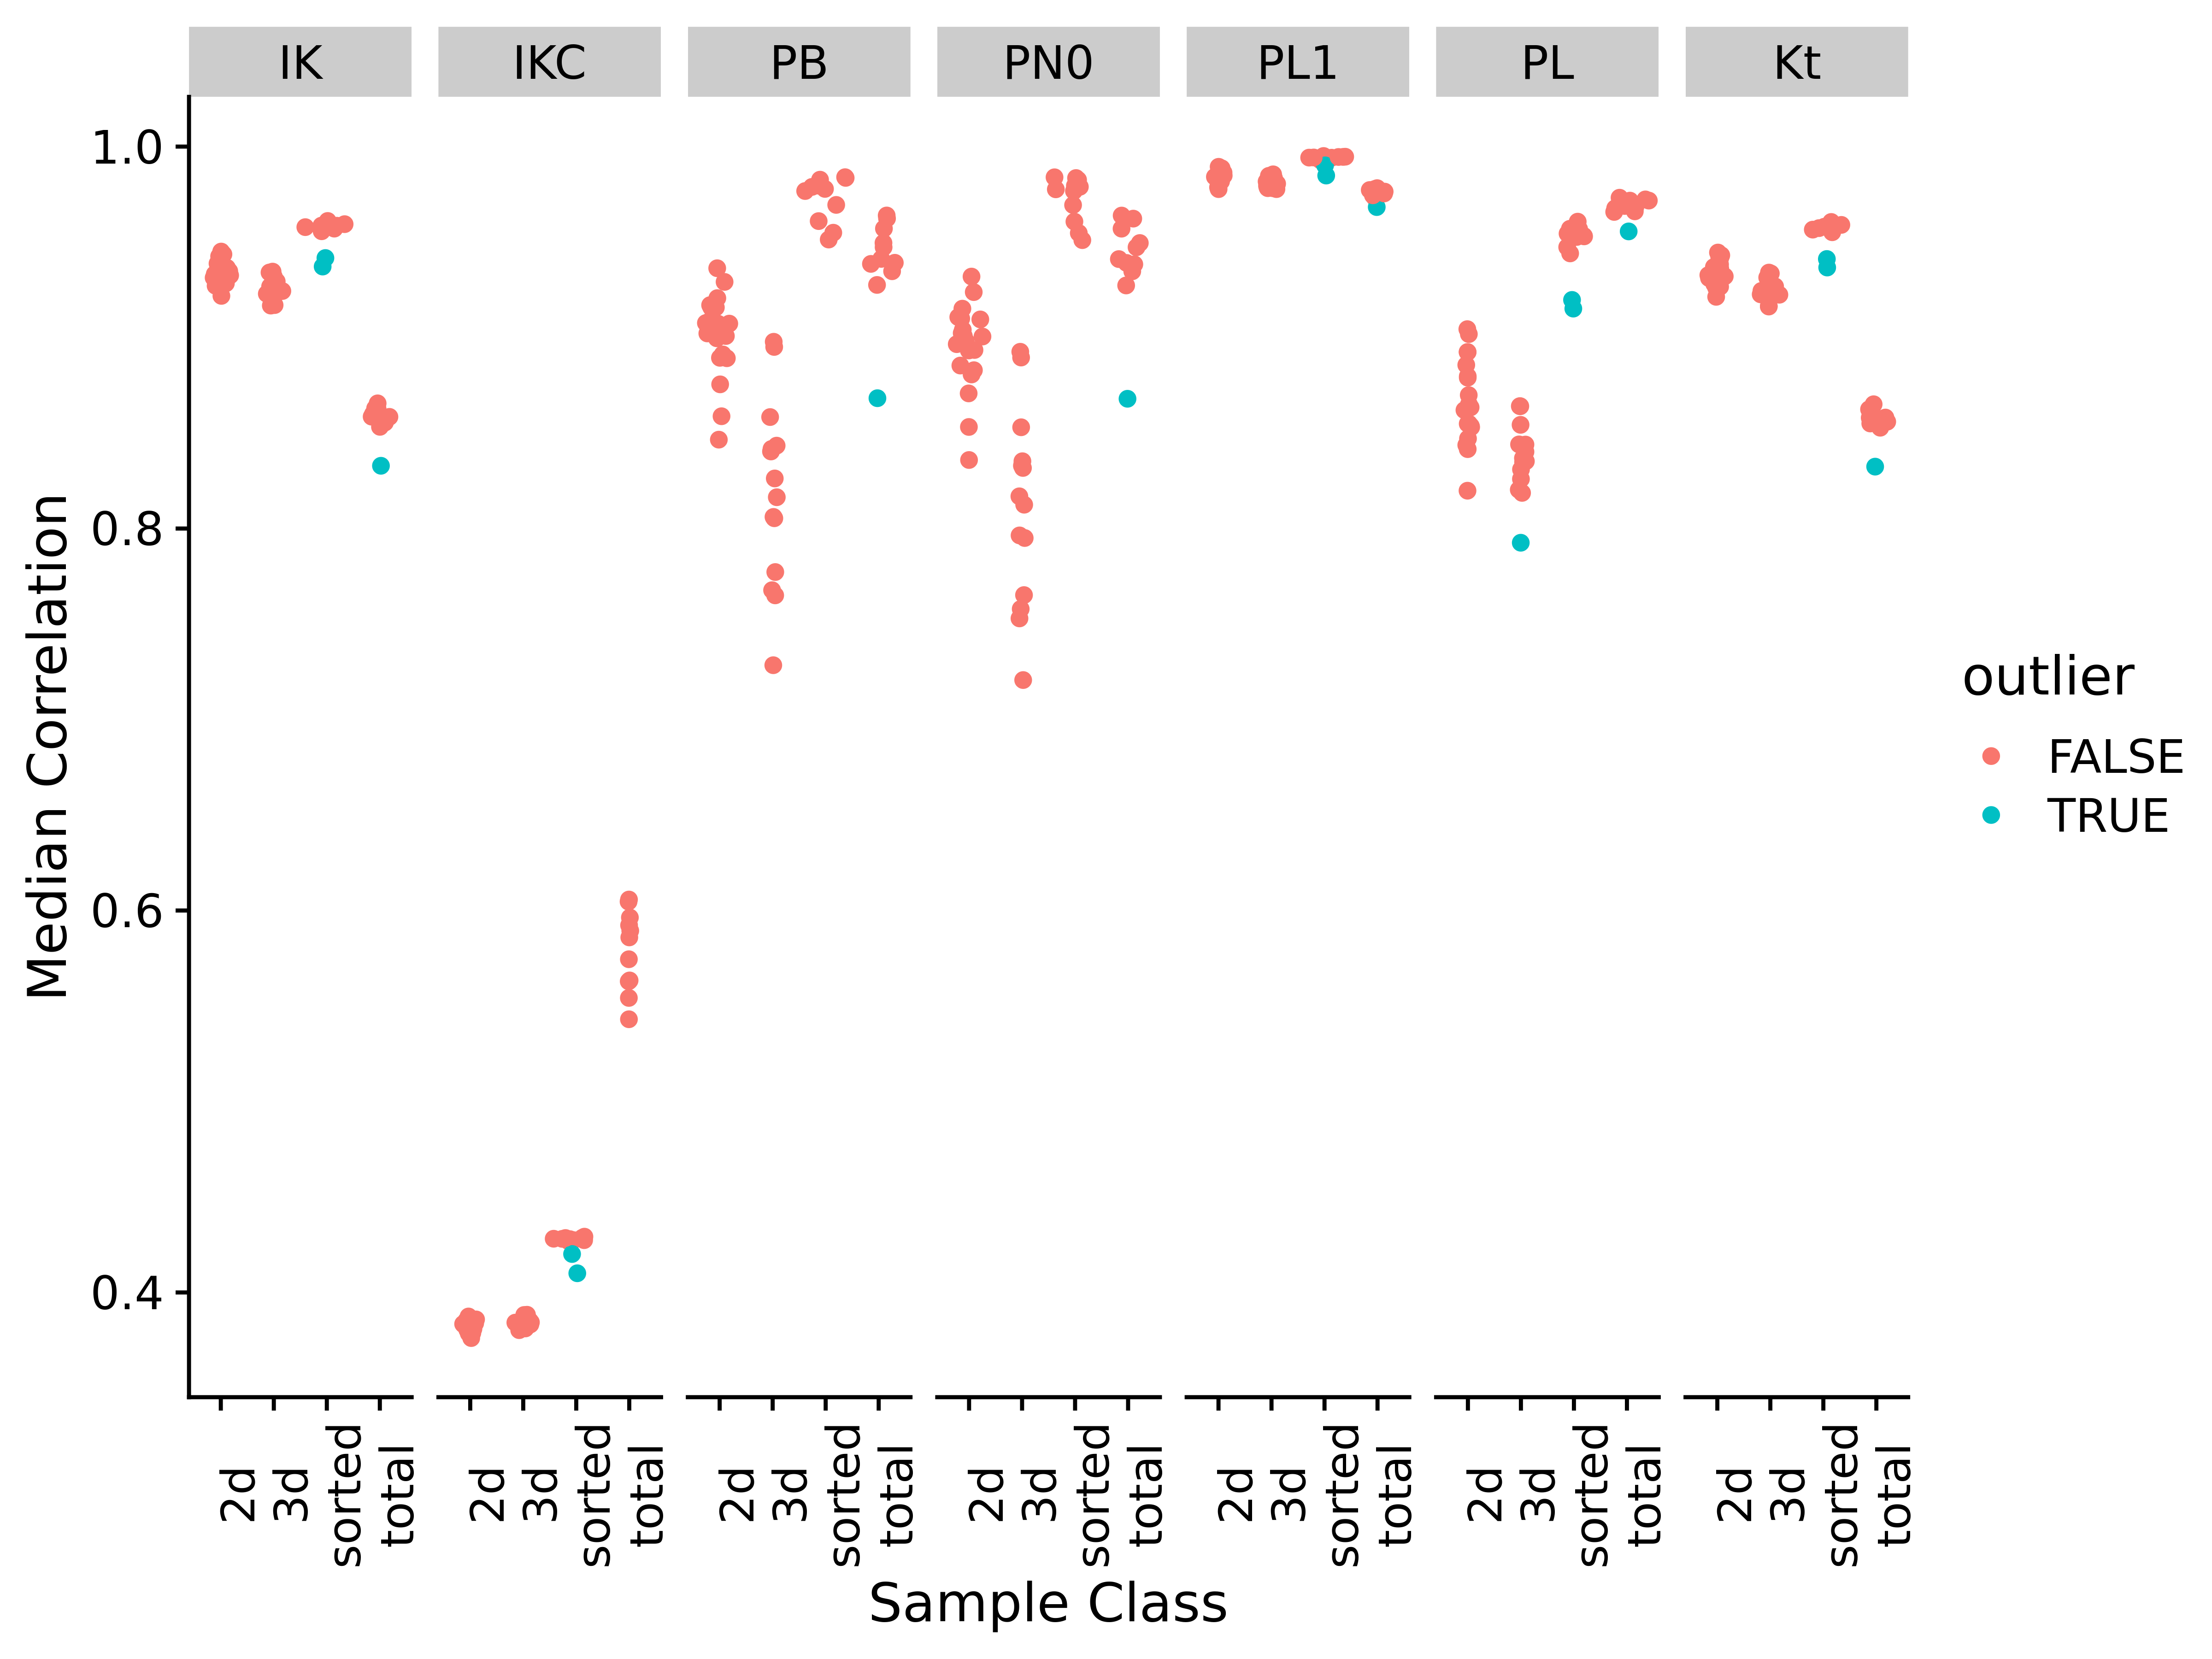 IK IKC PB PN0 PL1 PL Kt
1.0
0.8
0.6
0.4
Median Correlation
2d 3d sorted total 2d 3d sorted total 2d 3d sorted total 2d 3d sorted total 2d 3d sorted total 2d 3d sorted total 2d 3d sorted total
Sample Class
outlier
FALSE
TRUE